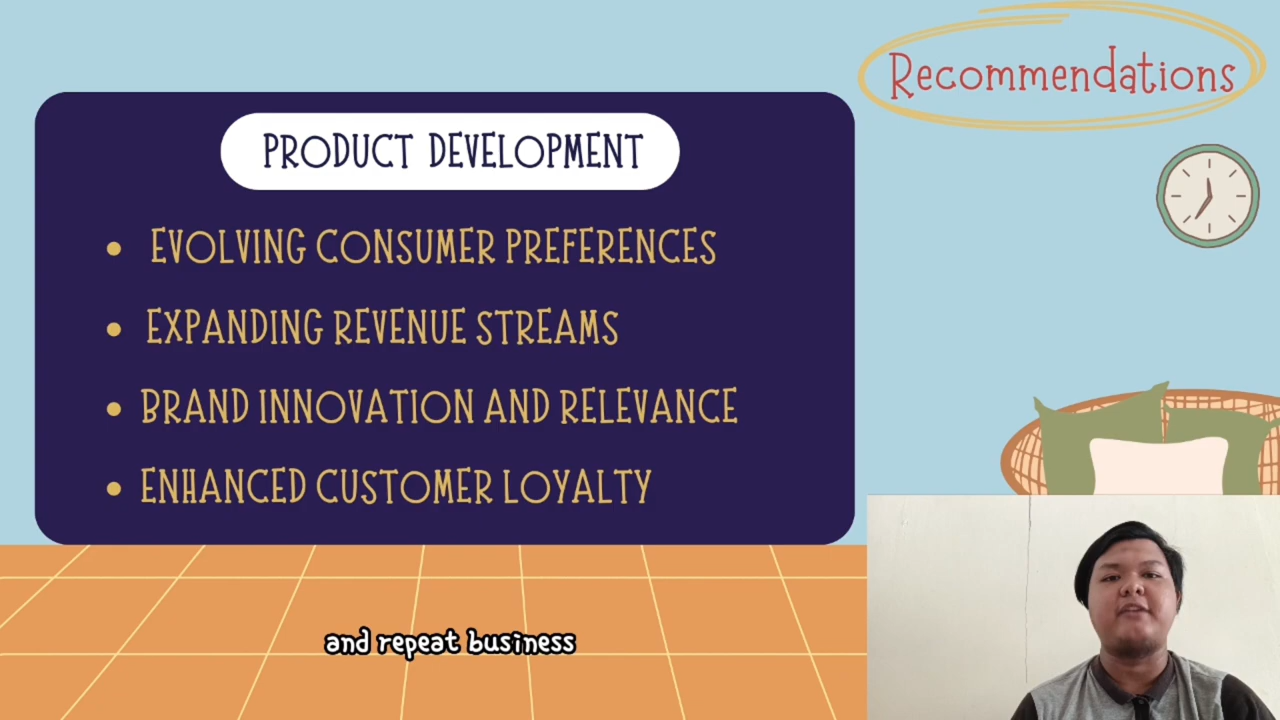 Recommendations
PRODUCT DEVELOPMENT
• EVOLVING CONSUMER PREFERENCES
• EXPANDING REVENUE STREAMS
• BRAND INNOVATION AND RELEVANCE
• ENHANCED CUSTOMER LOYALTY
and repeat business